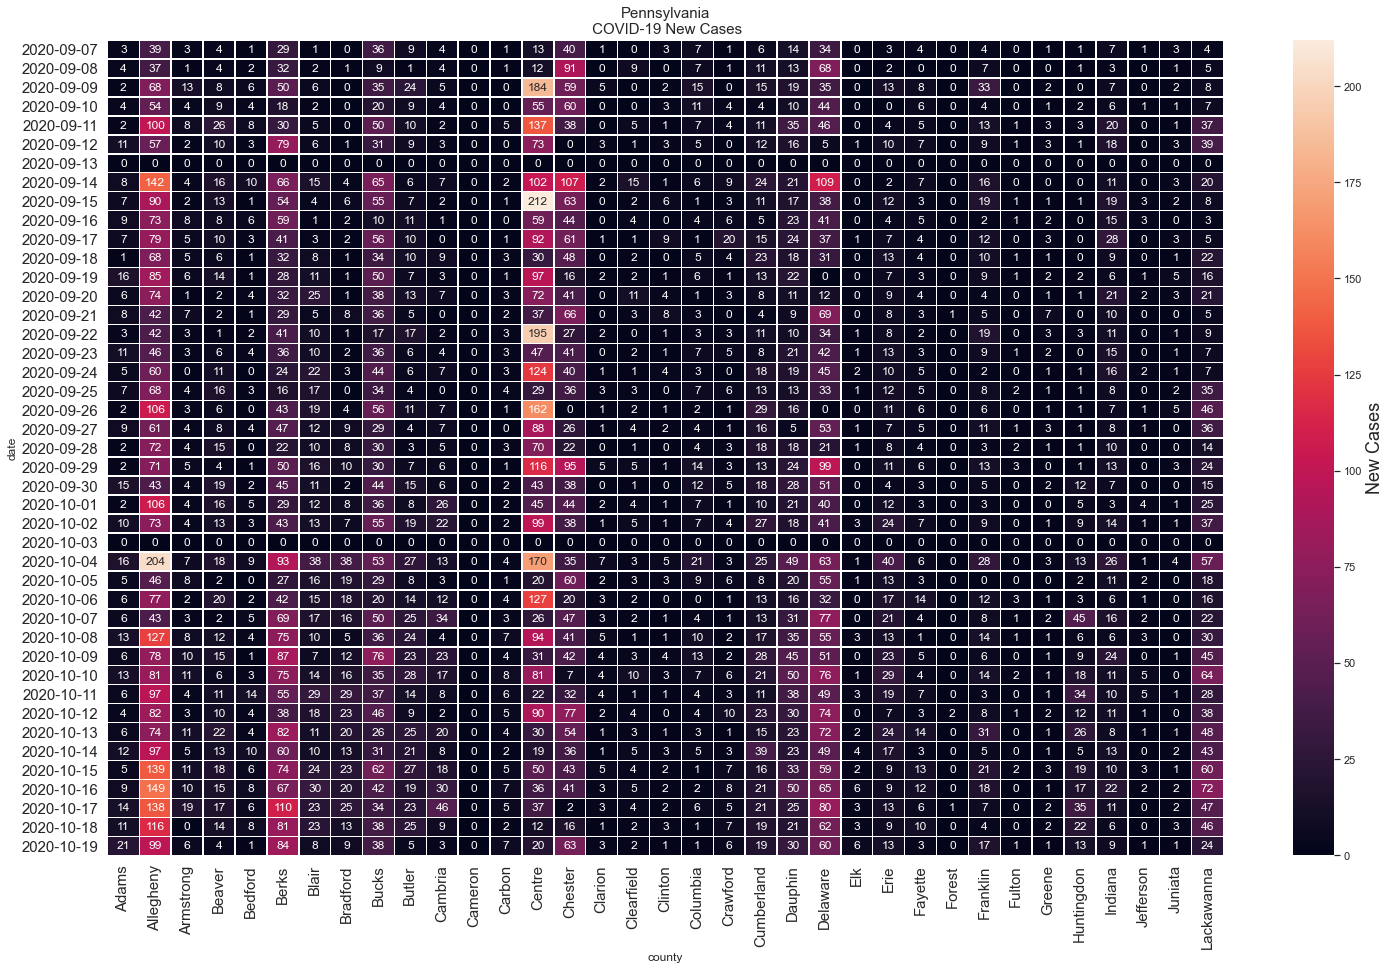 Pennsylvania
COVID-19 New Cases
2020-09-07 3 39 3 4 1 29 1 0 36 9 4 0 1 13 40 1 0 3 7 1 6 14 34 0 3 4 0 4 0 1 1 7 1 3 4
2020-09-08 4 37 1 4 2 32 2 1 9 1 4 0 1 12 91 0 9 0 7 1 11 13 68 0 2 0 0 7 0 0 1 3 0 1 5
2020-09-09 2 68 13 8 6 50 6 0 35 24 5 0 0 184 59 5 0 2 15 0 15 19 35 0 13 8 0 33 0 2 0 7 0 2 8
2020-09-10 4 54 4 9 4 18 2 0 20 9 4 0 0 55 60 0 0 3 11 4 4 10 44 0 0 6 0 4 0 1 2 6 1 1 7
2020-09-11 2 100 8 26 8 30 5 0 50 10 2 0 5 137 38 0 5 1 7 4 11 35 46 0 4 5 0 13 1 3 3 20 0 1 37
2020-09-12 11 57 2 10 3 79 6 1 31 9 3 0 0 73 0 3 1 3 5 0 12 16 5 1 10 7 0 9 1 3 1 18 0 3 39
2020-09-13 0 0 0 0 0 0 0 0 0 0 0 0 0 0 0 0 0 0 0 0 0 0 0 0 0 0 0 0 0 0 0 0 0 0 0
2020-09-14 8 142 4 16 10 66 15 4 65 6 7 0 2 102 107 2 15 1 6 9 24 21 109 0 2 7 0 16 0 0 0 11 0 3 20
2020-09-15 7 90 2 13 1 54 4 6 55 7 2 0 1 212 63 0 2 6 1 3 11 17 38 0 12 3 0 19 1 1 1 19 3 2 8
2020-09-16 9 73 8 8 6 59 1 2 10 11 1 0 0 59 44 0 4 0 4 6 5 23 41 0 4 5 0 2 1 2 0 15 3 0 3
2020-09-17 7 79 5 10 3 41 3 2 56 10 0 0 1 92 61 1 1 9 1 20 15 24 37 1 7 4 0 12 0 3 0 28 0 3 5
2020-09-18 1 68 5 6 1 32 8 1 34 10 9 0 3 30 48 0 1 0 5 4 23 18 31 0 13 4 0 10 1 1 0 9 0 1 22
2020-09-19 16 85 6 14 1 28 11 1 50 7 3 0 1 97 16 2 2 1 6 1 13 22 0 0 7 3 0 9 1 2 2 6 1 5 16
2020-09-20 6 74 1 2 4 32 25 1 38 13 7 0 3 72 41 0 11 4 1 3 8 11 12 0 9 4 0 4 0 1 1 21 2 3 21
2020-09-21 11 42 7 2 1 29 5 8 36 5 0 0 2 37 66 0 3 8 3 0 4 9 69 0 8 3 1 5 0 7 0 10 0 0 5
2020-09-22 3 42 3 1 2 41 10 1 17 17 2 0 3 195 27 2 0 1 3 3 11 10 34 1 8 2 0 19 0 3 3 11 0 1 9
2020-09-23 11 46 3 6 4 36 10 2 36 6 4 0 3 47 41 0 2 1 7 5 8 21 42 1 13 3 0 9 1 2 0 15 0 1 7
2020-09-24 5 60 0 11 0 24 22 3 44 6 7 0 3 124 40 1 1 4 3 0 18 19 45 2 10 5 0 2 0 1 1 16 2 1 7
2020-09-25 7 68 4 16 3 16 17 0 34 4 0 0 4 29 36 3 3 0 7 6 13 13 33 1 12 5 0 8 2 1 1 8 0 2 35
2020-09-26 2 106 3 6 0 43 19 4 56 11 7 0 1 162 0 1 2 1 2 1 29 16 0 0 11 6 0 6 0 1 1 7 1 5 46
2020-09-27 9 61 4 8 4 47 12 9 29 4 7 0 0 88 26 1 4 2 4 1 16 5 53 1 7 5 0 11 1 3 1 8 1 0 36
2020-09-28 2 72 4 15 0 22 10 8 30 3 5 0 2 70 22 0 1 0 4 3 18 18 21 1 8 4 0 3 2 1 1 10 0 0 14
2020-09-29 2 71 5 4 1 50 16 10 30 7 6 0 1 116 95 5 5 1 14 3 13 24 99 0 11 6 0 13 3 0 1 13 0 3 24
2020-09-30 15 43 4 19 2 45 11 2 44 15 6 0 2 43 38 0 1 0 12 5 18 28 51 0 4 3 0 5 0 2 12 7 0 0 15
2020-10-01 2 106 4 16 5 29 12 8 36 8 26 0 2 45 44 2 4 1 7 1 10 21 40 0 12 3 0 3 0 0 5 3 4 1 25
2020-10-02 10 73 4 13 3 43 13 7 55 19 22 0 2 99 38 1 5 1 7 4 27 18 41 3 24 7 0 9 0 1 9 14 1 1 37
2020-10-03 0 0 0 0 0 0 0 0 0 0 0 0 0 0 0 0 0 0 0 0 0 0 0 0 0 0 0 0 0 0 0 0 0 0 0
2020-10-04 16 204 7 18 9 93 38 38 53 27 13 0 4 170 35 7 3 5 21 3 25 49 63 1 40 6 0 28 0 3 13 26 1 4 57
2020-10-05 5 46 8 2 0 27 16 19 29 8 3 0 1 20 60 2 3 3 9 6 8 20 55 1 13 3 0 0 0 0 2 11 2 0 18
2020-10-06 6 77 2 20 2 42 15 18 20 14 12 0 4 127 20 3 2 0 0 1 13 16 32 0 17 14 0 12 3 1 3 6 1 0 16
2020-10-07 6 43 3 2 5 69 17 16 50 25 34 0 3 26 47 3 2 1 4 1 13 31 77 0 21 4 0 8 1 2 45 16 2 0 22
2020-10-08 13 127 8 12 4 75 10 5 36 24 4 0 7 94 41 5 1 1 10 2 17 35 55 3 13 1 0 14 1 1 6 6 3 0 30
2020-10-09 6 78 10 15 1 87 7 12 76 23 23 0 4 31 42 4 3 4 13 2 28 45 51 0 23 5 0 6 0 1 9 24 0 1 45
2020-10-10 13 81 11 6 3 75 14 16 35 28 17 0 8 81 7 4 10 3 7 6 21 50 76 1 29 4 0 14 2 1 18 11 5 0 64
2020-10-11 6 97 4 11 14 55 29 29 37 14 8 0 6 22 32 4 1 1 4 3 11 38 49 3 19 7 0 3 0 1 34 10 5 1 28
2020-10-12 4 82 3 10 4 38 18 23 46 9 2 0 5 90 77 2 4 0 4 10 23 30 74 0 7 3 2 8 1 2 12 11 1 0 38
2020-10-13 6 74 11 22 4 82 11 20 26 25 20 0 4 30 54 1 3 1 3 1 15 23 72 2 24 14 0 31 0 1 26 8 1 1 48
2020-10-14 12 97 5 13 10 60 10 13 31 21 8 0 2 19 36 1 5 3 5 3 39 23 49 4 17 3 0 5 0 1 5 13 0 2 43
2020-10-15 5 139 11 18 6 74 24 23 62 27 18 0 5 50 43 5 4 2 1 7 16 33 59 2 9 13 0 21 2 3 19 10 3 1 60
2020-10-16 9 149 10 15 8 67 30 20 42 19 30 0 7 36 41 3 5 2 2 8 21 50 65 6 9 12 0 18 0 1 17 22 2 2 72
2020-10-17 14 138 19 17 6 110 23 25 34 23 46 0 5 37 2 3 4 2 6 5 21 25 80 3 13 6 1 7 0 2 35 11 0 2 47
2020-10-18 11 116 0 14 8 81 23 13 38 25 9 0 2 12 16 1 2 3 1 7 19 21 62 3 9 10 0 4 0 2 22 6 0 3 46
2020-10-19 21 99 6 4 1 84 8 9 38 5 3 0 7 20 63 3 2 1 1 6 19 30 60 6 13 3 0 17 1 1 13 9 1 1 24
Adams Allegheny Armstrong Beaver Bedford Berks Blair Bradford Bucks Butler Cambria Cameron Carbon Centre Chester Clarion Clearfield Clinton Columbia Crawford Cumberland Dauphin Delaware Elk Erie Fayette Forest Franklin Fulton Greene Huntingdon Indiana Jefferson Juniata Lackawanna
county
date
200
175
150
125
100
75
50
25
0
New Cases